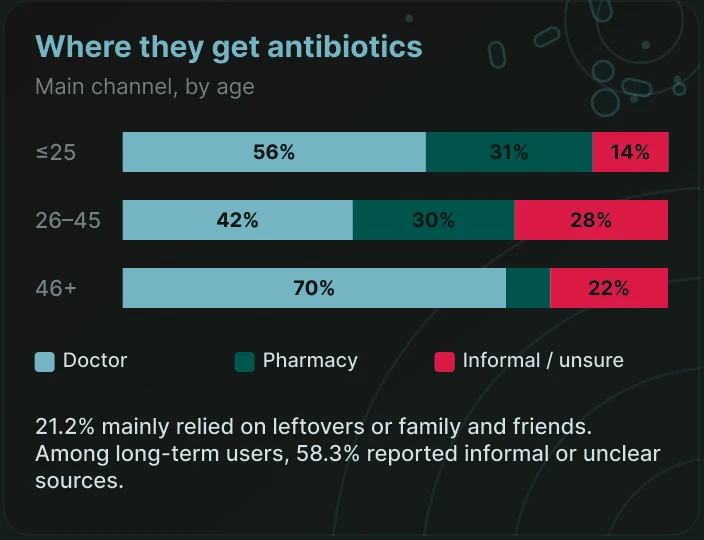 Where they get antibiotics
Main channel, by age
≤25 56% 31% 14%
26–45 42% 30% 28%
46+ 70% 22%
Doctor Pharmacy Informal / unsure
21.2% mainly relied on leftovers or family and friends.
Among long-term users, 58.3% reported informal or unclear
sources.